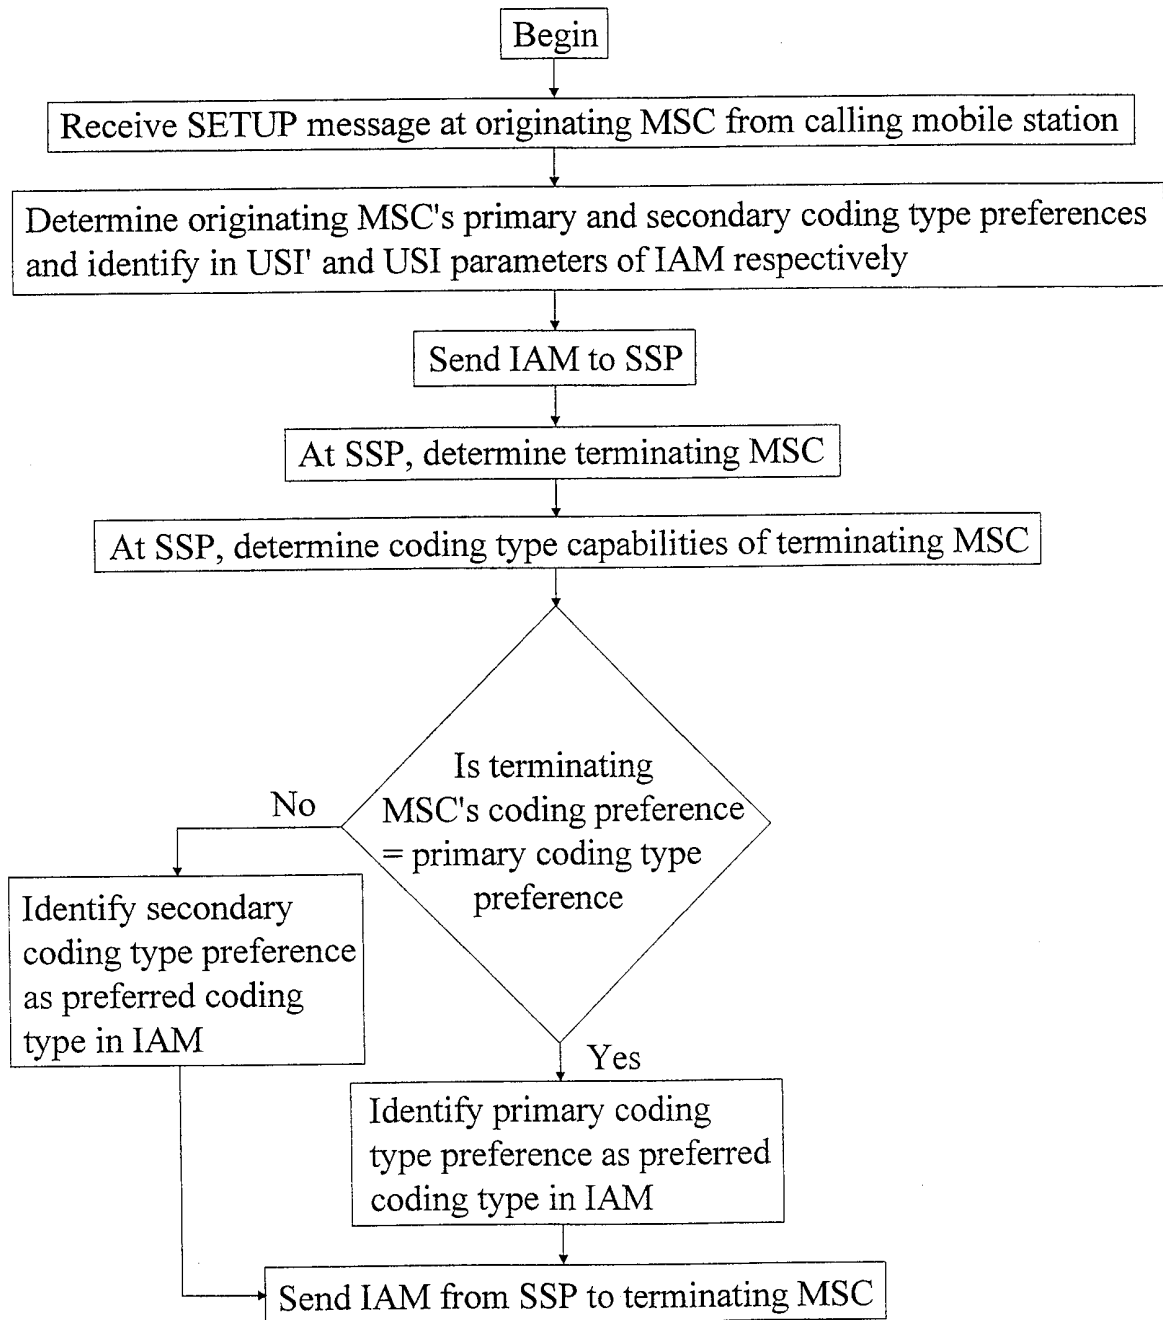 Begin
Receive SETUP message at originating MSC from calling mobile station
Determine originating MSC's primary and secondary coding type preferences
and identify in USI' and USI parameters of IAM respectively
Send IAM to SSP
At SSP, determine terminating MSC
At SSP, determine coding type capabilities of terminating MSC
Is terminating
MSC's coding preference
= primary coding type
preference
No
Identify secondary
coding type preference
as preferred coding
type in IAM
Yes
Identify primary coding
type preference as preferred
coding type in IAM
Send IAM from SSP to terminating MSC